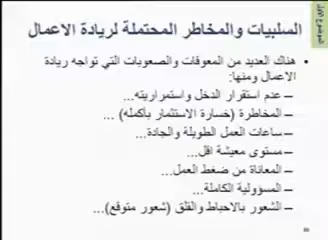 الموضوع الاول
السلبيات والمخاطر المحتملة لريادة الاعمال
• هناك العديد من المعوقات والصعوبات التي تواجه ريادة
الاعمال ومنها:
– عدم استقرار الدخل واستمراريته...
– المخاطرة (خسارة الاستثمار بأكمله)...
– ساعات العمل الطويلة والجادة...
– مستوى معيشة اقل...
– المعاناة من ضغط العمل...
– المسؤولية الكاملة...
– الشعور بالاحباط والقلق (شعور متوقع)...